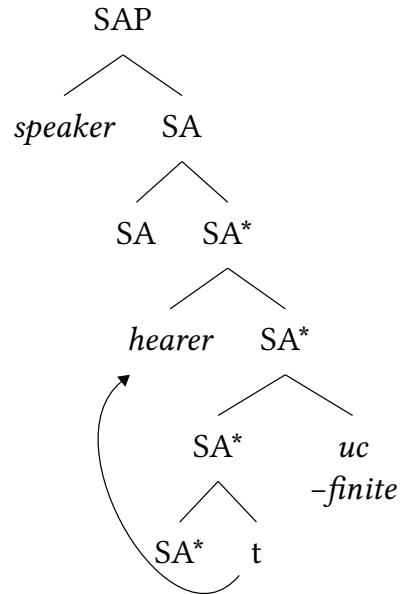 SAP
speaker SA
SA SA*
hearer SA*
SA* uc
–finite
SA* t